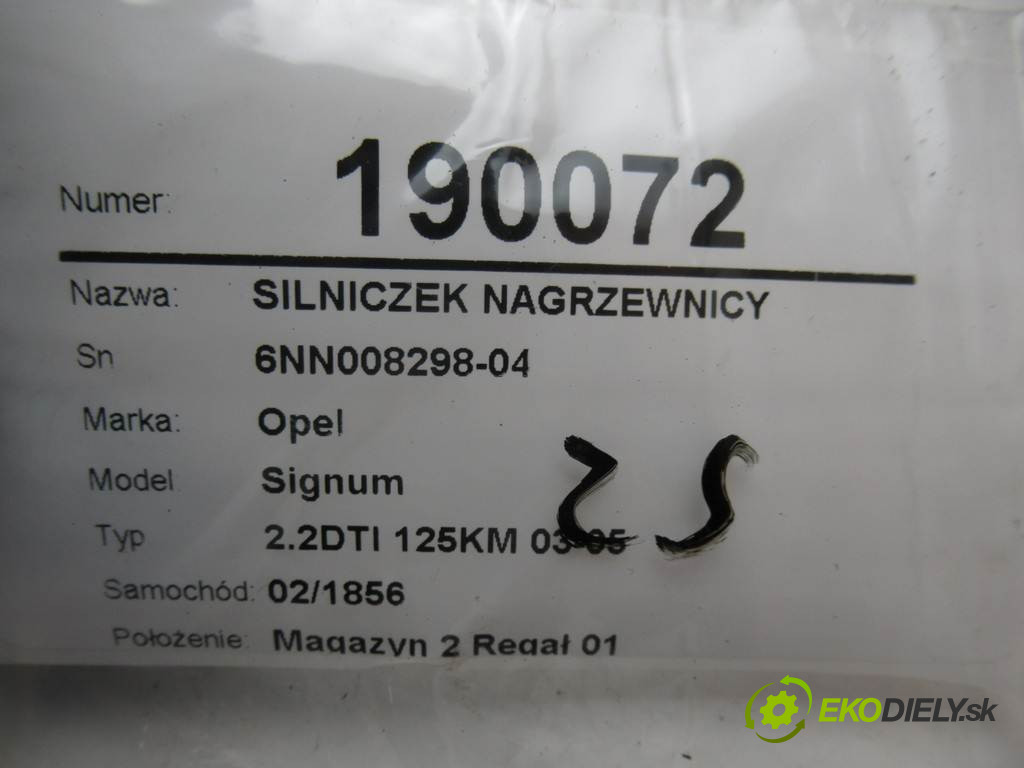 Numer: 190072
Nazwa: SILNICZEK NAGRZEWNICY
Sn 6NN008298-04
Marka: Opel
Model Signum
Typ 2.2DTI 125KM 03-05
Samochód: 02/1856
Położenie: Magazyn 2 Regał 01
EKODIELY.sk